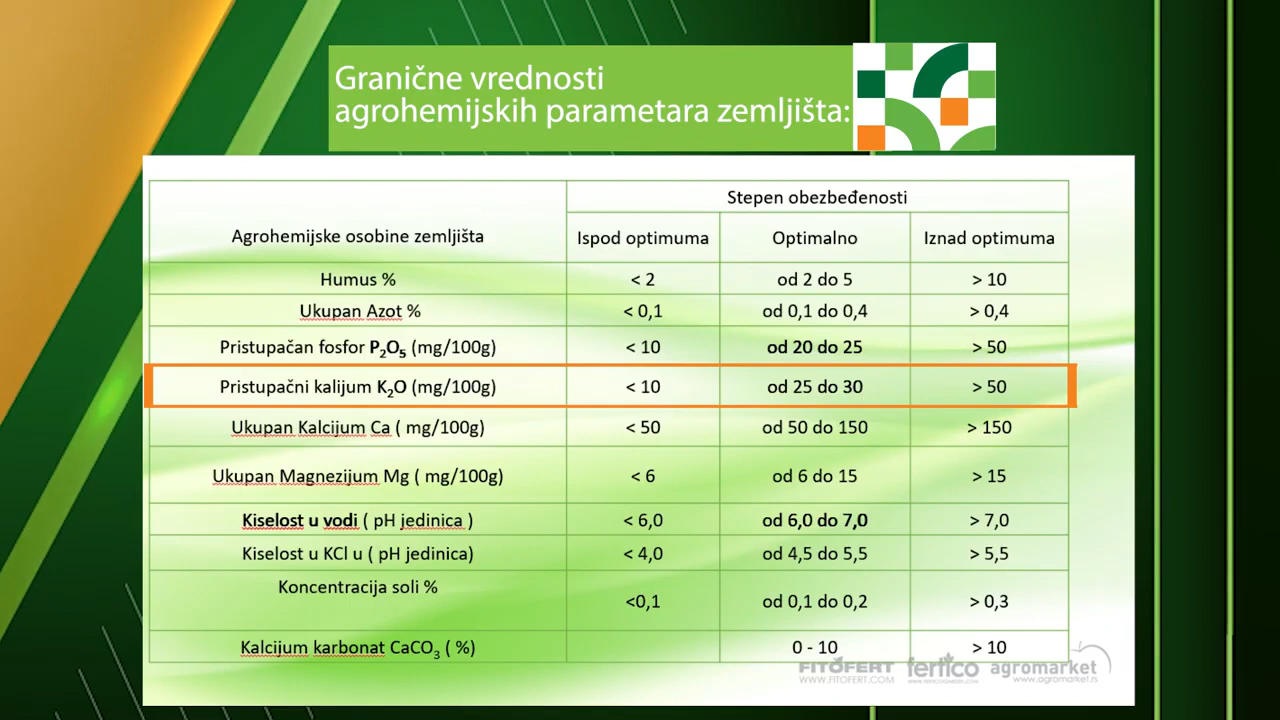 Granične vrednosti
agrohemijskih parametara zemljišta:
Agrohemijske osobine zemljišta
Stepen obezbeđenosti
Ispod optimuma
Optimalno
Iznad optimuma
Humus %
< 2
od 2 do 5
> 10
Ukupan Azot %
< 0,1
od 0,1 do 0,4
> 0,4
Pristupačan fosfor P₂O₅ (mg/100g)
< 10
od 20 do 25
> 50
Pristupačni kalijum K₂O (mg/100g)
< 10
od 25 do 30
> 50
Ukupan Kalcijum Ca ( mg/100g)
< 50
od 50 do 150
> 150
Ukupan Magnezijum Mg ( mg/100g)
< 6
od 6 do 15
> 15
Kiselost u vodi ( pH jedinica )
< 6,0
od 6,0 do 7,0
> 7,0
Kiselost u KCl u ( pH jedinica)
< 4,0
od 4,5 do 5,5
> 5,5
Koncentracija soli %
<0,1
od 0,1 do 0,2
> 0,3
Kalcijum karbonat CaCO₃ ( %)
0 - 10
> 10
FITOFERT
WWW.FITOFERT.COM
fertico
agromarket
www.agromarket.rs